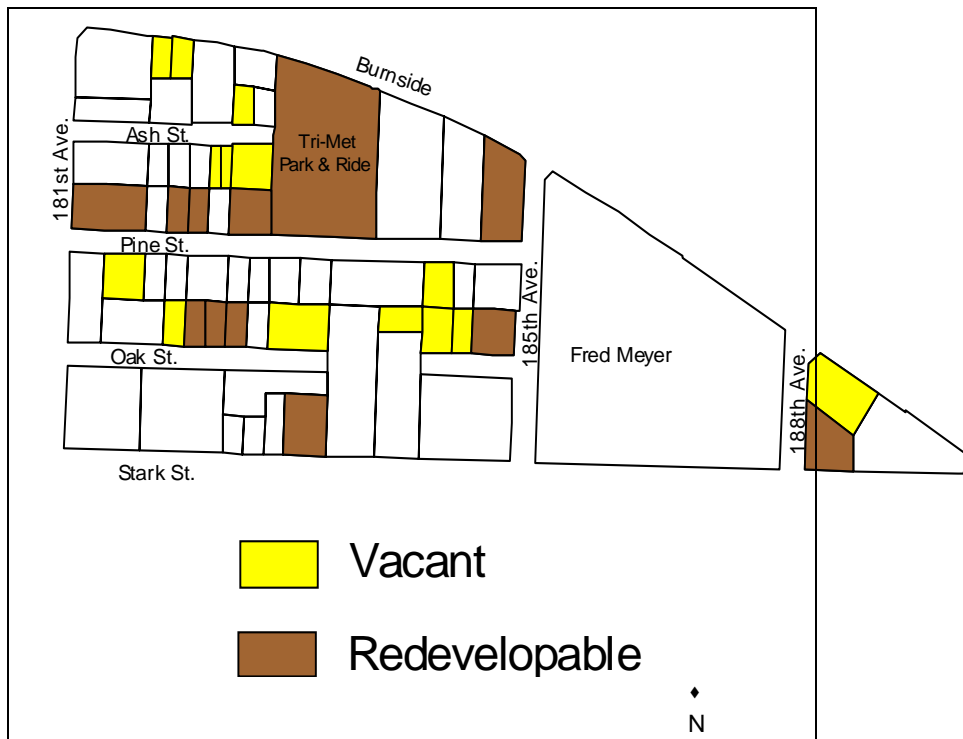 Burnside
Ash St.
Tri-Met
Park & Ride
181st Ave.
Pine St.
185th Ave.
Oak St.
Fred Meyer
188th Ave.
Stark St.
Vacant
Redevelopable
N